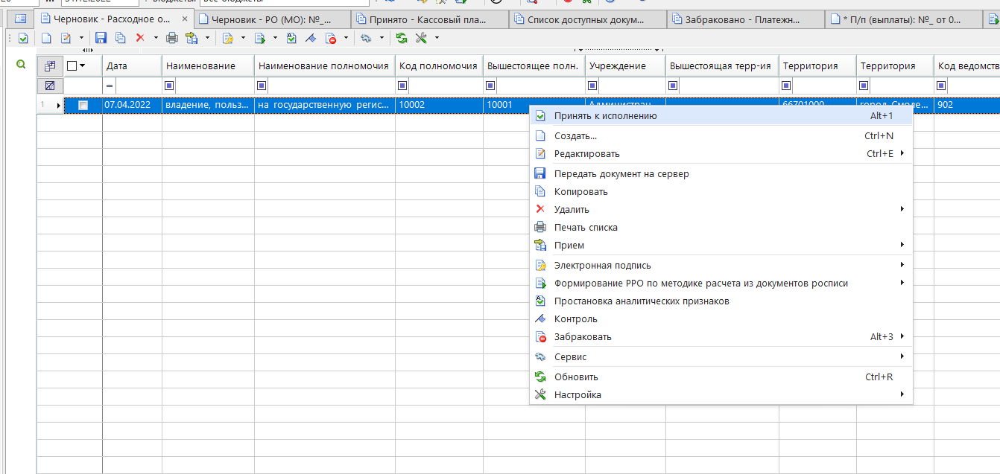 Черновик - Расходное о... × Черновик - РО (МО): №_... Принято - Кассовый пла... Список доступных докум... Забраковано - Платежн... * П/п (выплаты): №_ от 0...
Дата Наименование Наименование полномочия Код полномочия Вышестоящее полн. Учреждение Вышестоящая терр-ия Территория Территория Код ведомств
=
1 07.04.2022 владение, польз... на государственную регис... 10002 10001 Администран 66701000 город Смоле... 902
Принять к исполнению Alt+1
Создать... Ctrl+N
Редактировать Ctrl+E
Передать документ на сервер
Копировать
Удалить
Печать списка
Прием
Электронная подпись
Формирование РРО по методике расчета из документов росписи
Простановка аналитических признаков
Контроль
Забраковать Alt+3
Сервис
Обновить Ctrl+R
Настройка